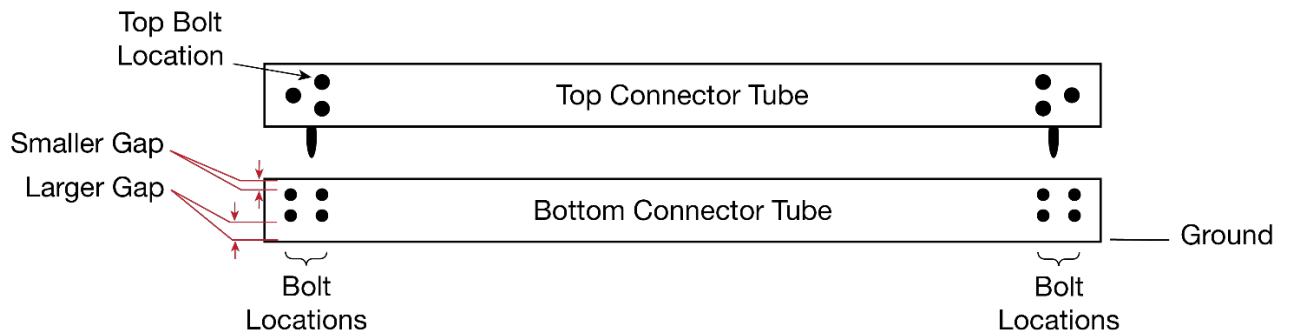 Top Bolt
Location
Top Connector Tube
Smaller Gap
Larger Gap
Bottom Connector Tube
Ground
Bolt
Locations
Bolt
Locations